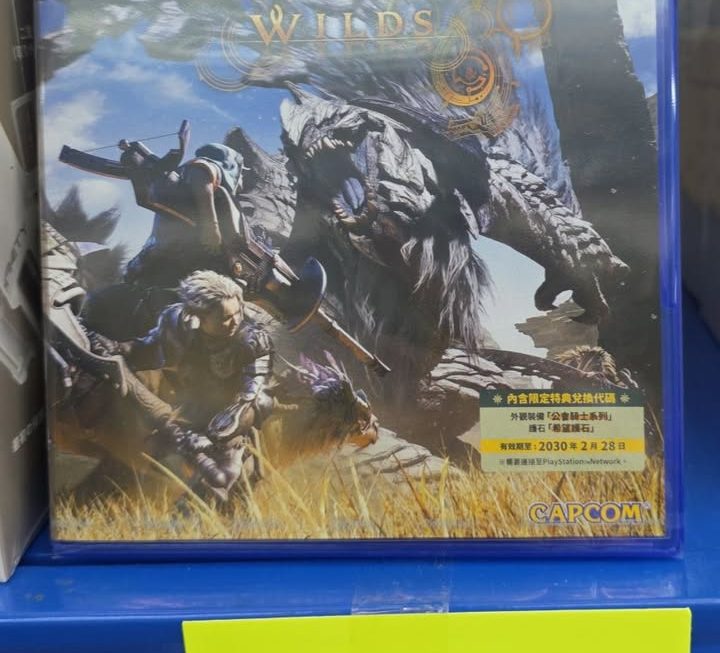 WILDS
內含限定特典兌換代碼
外觀裝備「公會騎士系列」
護石「希望護石」
有效期至：2030年2月28日
※需要連接至PlayStation™Network。
CAPCOM